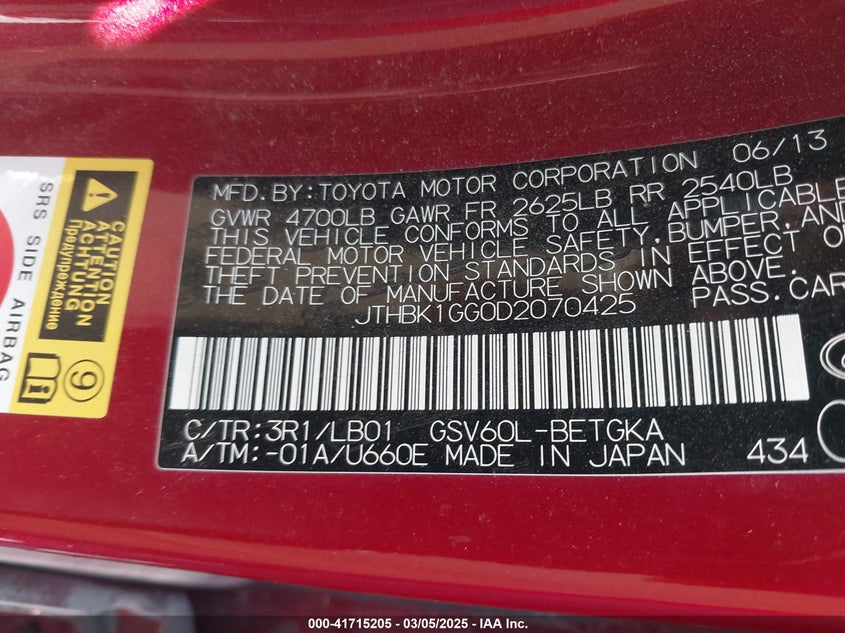 SRS SIDE AIRBAG
CAUTION
ATTENTION
ACHTUNG
Предупреждение
9
MFD. BY: TOYOTA MOTOR CORPORATION 06/13
GVWR 4700LB GAWR FR 2625LB RR 2540LB
THIS VEHICLE CONFORMS TO ALL APPLICABLE
FEDERAL MOTOR VEHICLE SAFETY, BUMPER, AND
THEFT PREVENTION STANDARDS IN EFFECT
THE DATE OF MANUFACTURE SHOWN ABOVE.
JTHBK1GG0D2070425 PASS. CAR
C/TR: 3R1/LB01 GSV60L-BETGKA
A/TM: -01A/U660E MADE IN JAPAN 434
000-41715205 - 03/05/2025 - IAA Inc.